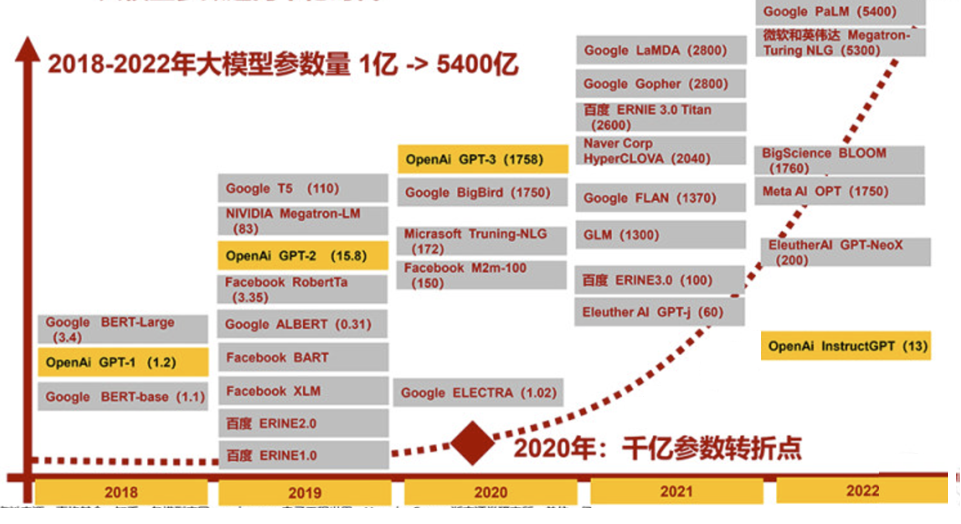 2018-2022年大模型参数量 1亿 -> 5400亿
Google BERT-Large
(3.4)
OpenAi GPT-1 (1.2)
Google BERT-base (1.1)
Google T5 (110)
NIVIDIA Megatron-LM
(83)
OpenAi GPT-2 (15.8)
Facebook RobertTa
(3.35)
Google ALBERT (0.31)
Facebook BART
Facebook XLM
百度 ERINE2.0
百度 ERINE1.0
OpenAi GPT-3 (1758)
Google BigBird (1750)
Micrasoft Truning-NLG
(172)
Facebook M2m-100
(150)
Google ELECTRA (1.02)
Google LaMDA (2800)
Google Gopher (2800)
百度 ERNIE 3.0 Titan
(2600)
Naver Corp
HyperCLOVA (2040)
Google FLAN (1370)
GLM (1300)
百度 ERINE3.0 (100)
Eleuther AI GPT-j (60)
Google PaLM (5400)
微软和英伟达 Megatron-
Turing NLG (5300)
BigScience BLOOM
(1760)
Meta AI OPT (1750)
EleutherAI GPT-NeoX
(200)
OpenAi InstructGPT (13)
2020年：千亿参数转折点
2018
2019
2020
2021
2022